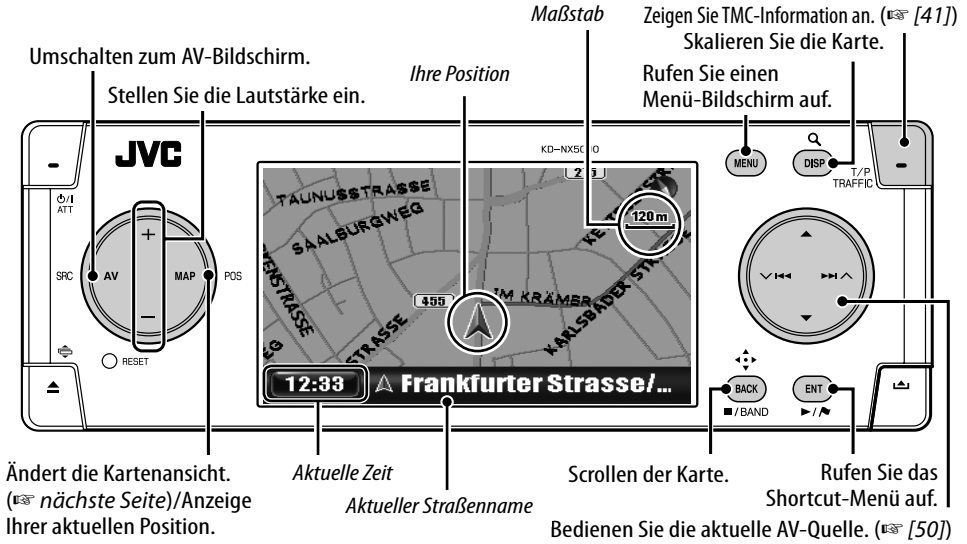 Maßstab
Zeigen Sie TMC-Information an. (☞ [41])
Skalieren Sie die Karte.
Umschalten zum AV-Bildschirm.
Ihre Position
Rufen Sie einen
Menü-Bildschirm auf.
Stellen Sie die Lautstärke ein.
JVC
MENU
DISP
T/P
TRAFFIC
⏻/I
ATT
SRC
AV
+
–
MAP
POS
RESET
TAUNUSSTRASSE
SAALBURGWEG
120 m
455
IM KRÄMER
KARLSBADER STRASSE
STRASSE
12:33
Frankfurter Strasse/...
BACK
■/BAND
ENT
Ändert die Kartenansicht.
(☞ nächste Seite)/Anzeige
Ihrer aktuellen Position.
Aktuelle Zeit
Aktueller Straßenname
Scrollen der Karte.
Rufen Sie das
Shortcut-Menü auf.
Bedienen Sie die aktuelle AV-Quelle. (☞ [50])